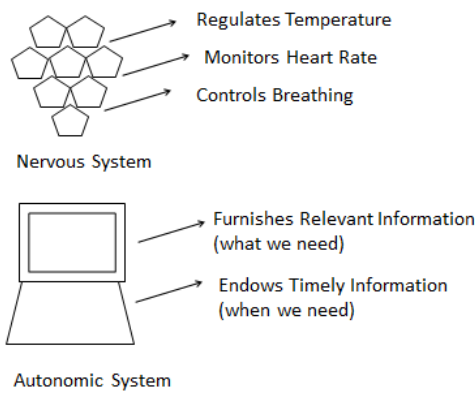 Regulates Temperature
Monitors Heart Rate
Controls Breathing
Nervous System
Furnishes Relevant Information
(what we need)
Endows Timely Information
(when we need)
Autonomic System